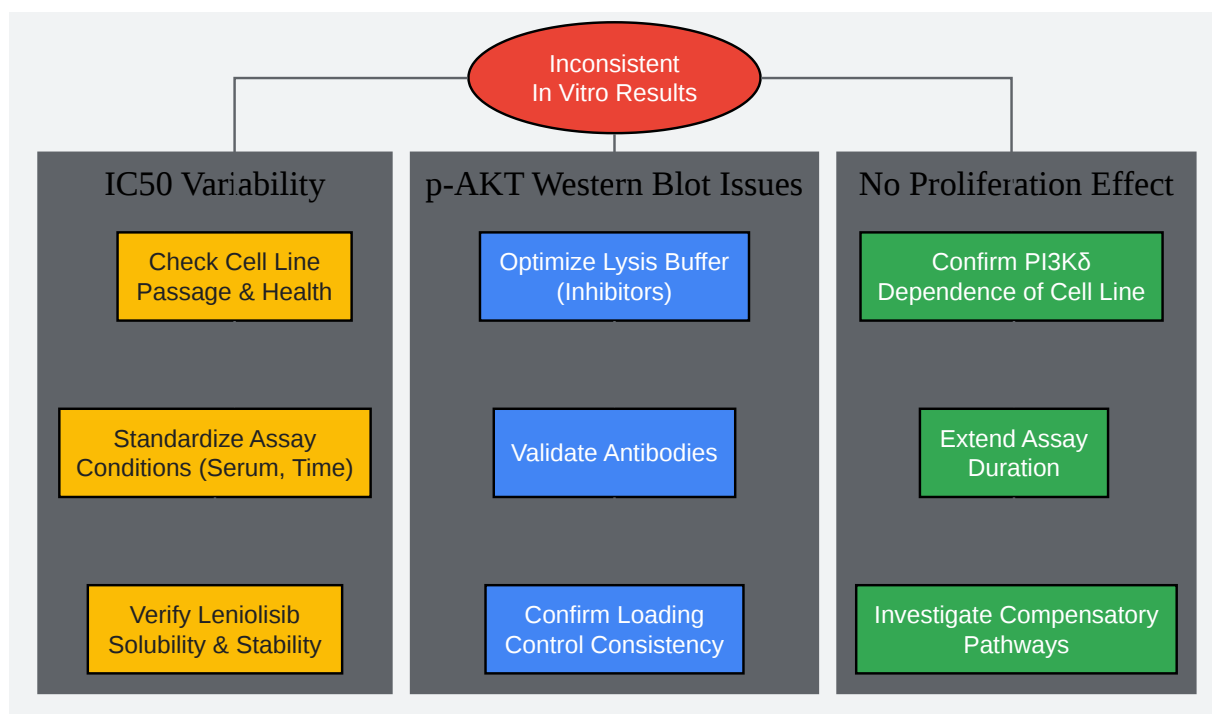 Inconsistent
In Vitro Results
IC50 Variability
Check Cell Line
Passage & Health
Standardize Assay
Conditions (Serum, Time)
Verify Leniolisib
Solubility & Stability
p-AKT Western Blot Issues
Optimize Lysis Buffer
(Inhibitors)
Validate Antibodies
Confirm Loading
Control Consistency
No Proliferation Effect
Confirm PI3Kδ
Dependence of Cell Line
Extend Assay
Duration
Investigate Compensatory
Pathways